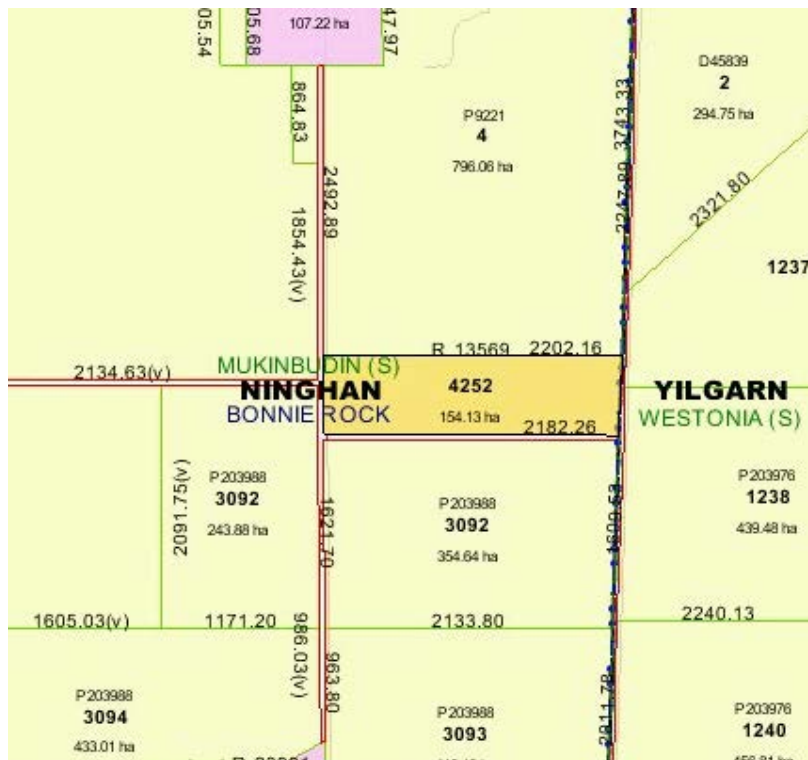 05.54
05.68
107.22 ha
47.97
D45839
2
294.75 ha
864.83
P9221
4
796.06 ha
3743.33
2247.89
2492.89
2321.80
1854.43(v)
1237
R 13569 2202.16
2134.63(v)
MUKINBUDIN (S)
NINGHAN
BONNIE ROCK
4252
154.13 ha
2182.26
YILGARN
WESTONIA (S)
2091.75(v)
P203988
3092
243.88 ha
1621.70
P203988
3092
354.64 ha
P203976
1238
439.48 ha
1605.03(v)
1171.20
2133.80
2240.13
986.03(v)
963.80
P203988
3094
433.01 ha
P203988
3093
2911.78
P203976
1240